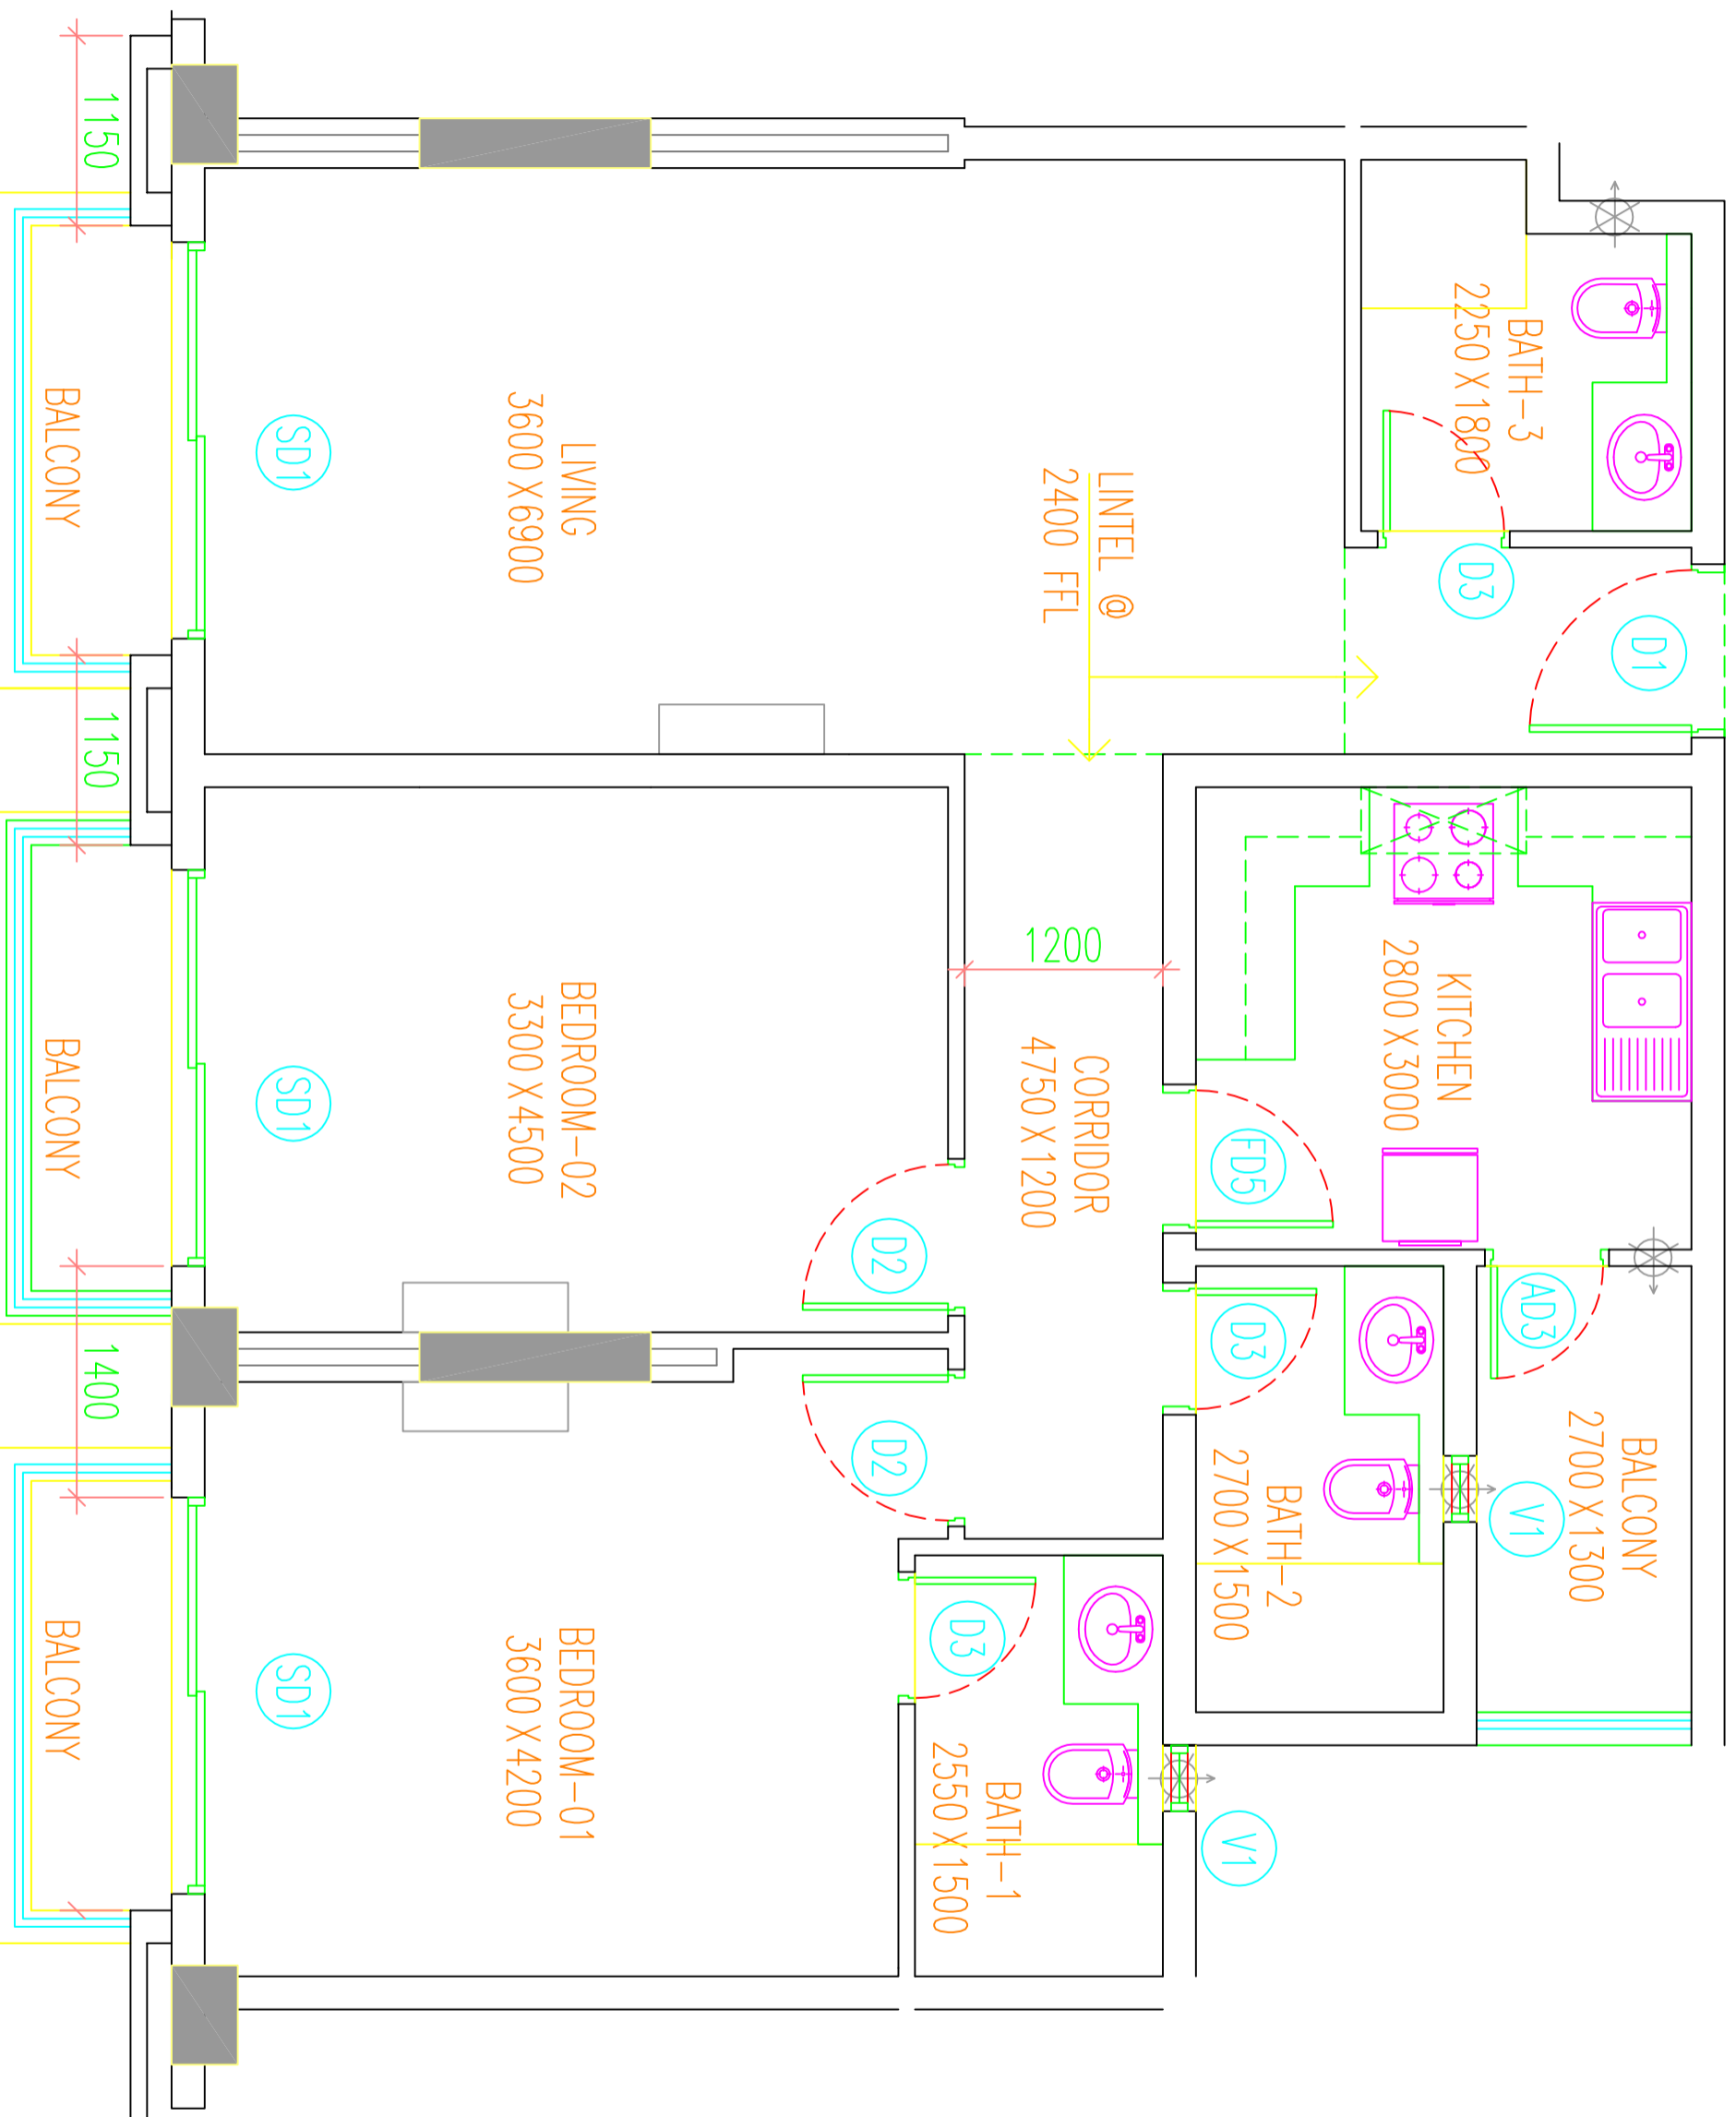 BATH-3
2250 X 1800
D3
D1
LINTEL @
2400 FFL
LIVING
3600 X 6900
SD1
BALCONY
1150
1150
KITCHEN
2800 X 3000
FD5
AD3
1200
CORRIDOR
4750 X 1200
BEDROOM-02
3300 X 4500
D2
SD1
BALCONY
1400
BALCONY
2700 X 1300
V1
D3
BATH-2
2700 X 1500
D2
D3
BATH-1
2550 X 1500
V1
BEDROOM-01
3600 X 4200
SD1
BALCONY